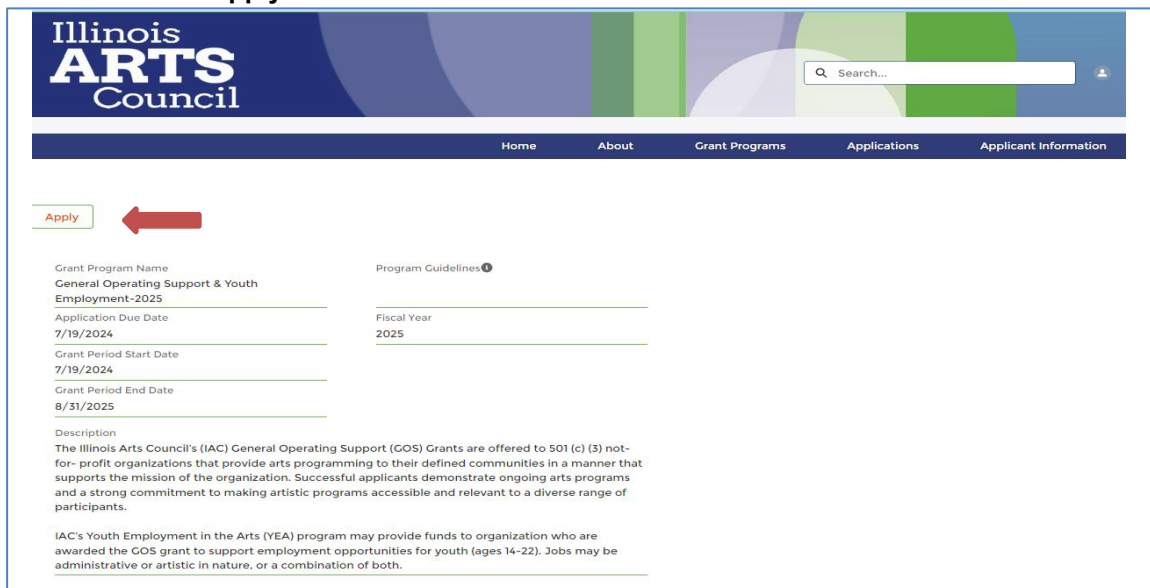 Apply
Illinois
ARTS
Council
Search...
Home About Grant Programs Applications Applicant Information
Apply
Grant Program Name
General Operating Support & Youth
Employment-2025
Program Guidelines
Application Due Date
7/19/2024
Fiscal Year
2025
Grant Period Start Date
7/19/2024
Grant Period End Date
8/31/2025
Description
The Illinois Arts Council's (IAC) General Operating Support (GOS) Grants are offered to 501 (c) (3) not-
for- profit organizations that provide arts programming to their defined communities in a manner that
supports the mission of the organization. Successful applicants demonstrate ongoing arts programs
and a strong commitment to making artistic programs accessible and relevant to a diverse range of
participants.
IAC's Youth Employment in the Arts (YEA) program may provide funds to organization who are
awarded the GOS grant to support employment opportunities for youth (ages 14-22). Jobs may be
administrative or artistic in nature, or a combination of both.